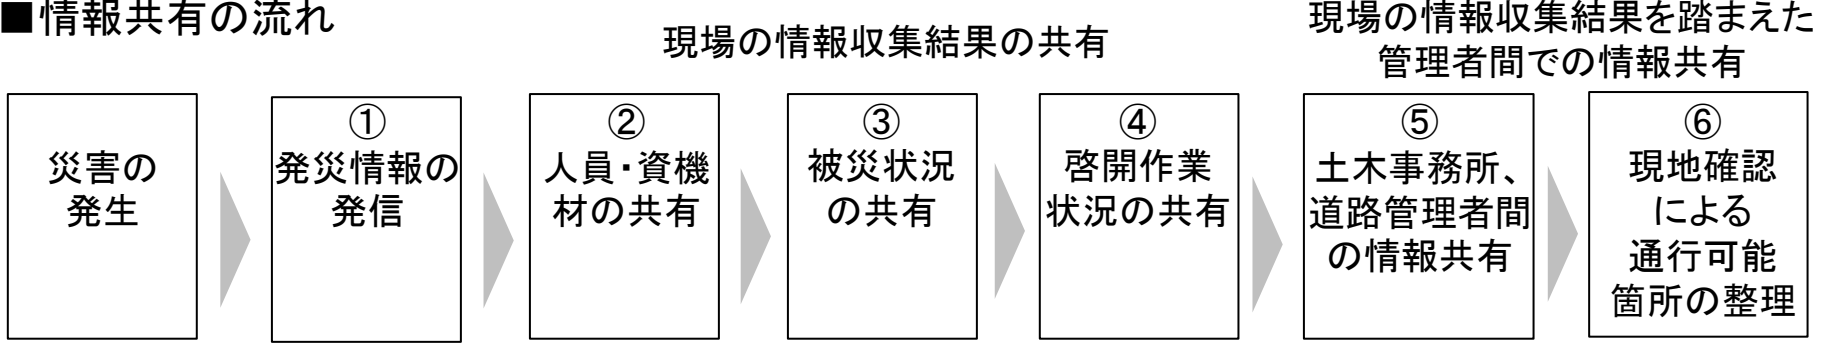 ■情報共有の流れ
現場の情報収集結果の共有
現場の情報収集結果を踏まえた
管理者間での情報共有
災害の
発生
①
発災情報の
発信
②
人員・資機
材の共有
③
被災状況
の共有
④
啓開作業
状況の共有
⑤
土木事務所、
道路管理者間
の情報共有
⑥
現地確認
による
通行可能
箇所の整理